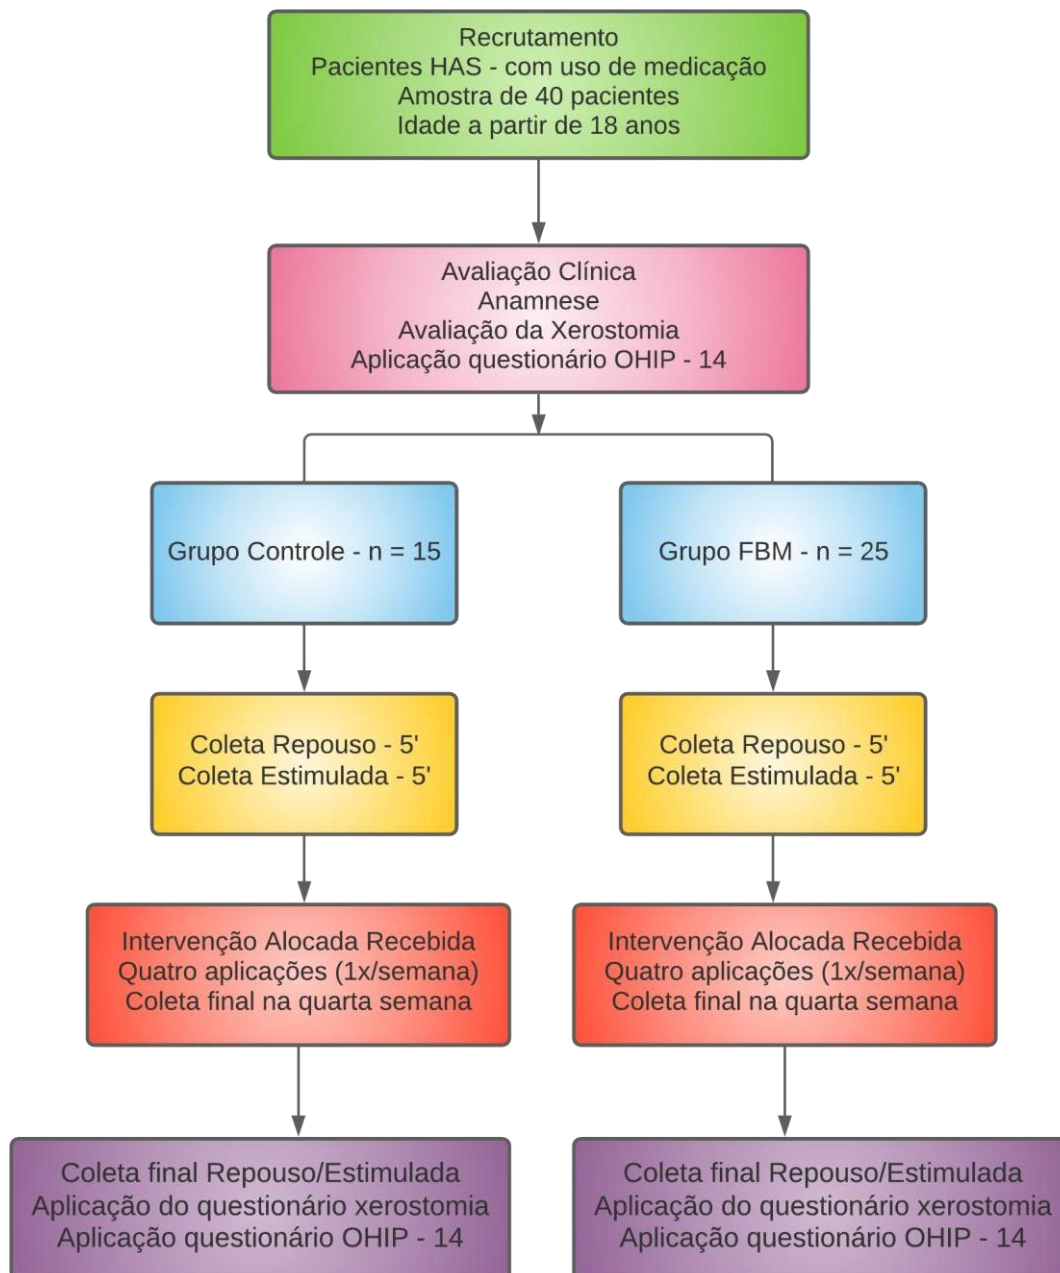 Recrutamento
Pacientes HAS - com uso de medicação
Amostra de 40 pacientes
Idade a partir de 18 anos
Avaliação Clínica
Anamnese
Avaliação da Xerostomia
Aplicação questionário OHIP - 14
Grupo Controle - n = 15
Grupo FBM - n = 25
Coleta Repouso - 5'
Coleta Estimulada - 5'
Coleta Repouso - 5'
Coleta Estimulada - 5'
Intervenção Alocada Recebida
Quatro aplicações (1x/semana)
Coleta final na quarta semana
Intervenção Alocada Recebida
Quatro aplicações (1x/semana)
Coleta final na quarta semana
Coleta final Repouso/Estimulada
Aplicação do questionário xerostomia
Aplicação questionário OHIP - 14
Coleta final Repouso/Estimulada
Aplicação do questionário xerostomia
Aplicação questionário OHIP - 14